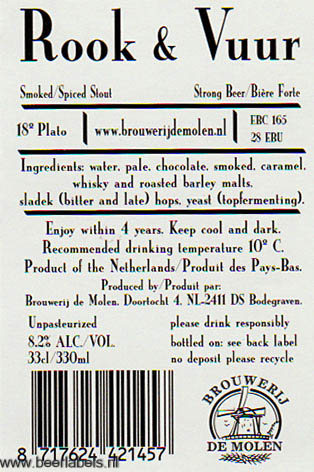 Rook & Vuur
Smoked/Spiced Stout Strong Beer/Bière Forte
18º Plato www.brouwerijdemolen.nl EBC 165
28 EBU
Ingredients: water, pale, chocolate, smoked, caramel,
whisky and roasted barley malts,
sladek (bitter and late) hops, yeast (topfermenting).
Enjoy within 4 years. Keep cool and dark.
Recommended drinking temperature 10º C.
Product of the Netherlands/Produit des Pays-Bas.
Produced by/Produit par:
Brouwerij de Molen. Doortocht 4. NL-2411 DS Bodegraven.
Unpasteurized please drink responsibly
8.2% ALC./VOL. bottled on: see back label
33cl/330ml no deposit please recycle
BROUWERIJ
DE MOLEN
8 717624 421457
www.beerlabels.nl